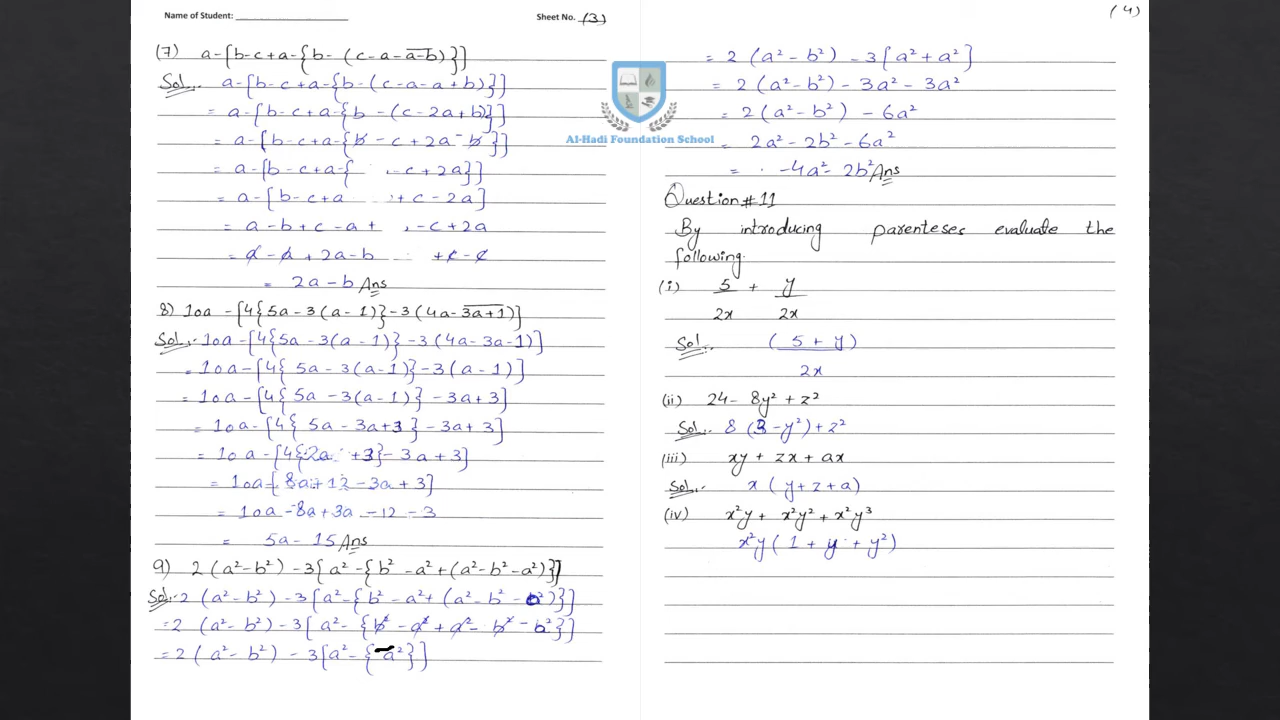 Name of Student: ____________ Sheet No. (3)
(7) a-[b-c+a-{b-(c-a-a̅-̅b̅)}]
Sol:. a-[b-c+a-{b-(c-a-a+b)}]
= a-[b-c+a-{b-(c-2a+b)}]
= a-[b-c+a-{b-c+2a-b}]
= a-[b-c+a-{ -c+2a}]
= a-[b-c+a +c-2a]
= a-b+c-a+ -c+2a
= a-a+2a-b +c-c
= 2a-b Ans
8) 10a-[4{5a-3(a-1)}-3(4a-3̅a̅+̅1̅)]
Sol:. 10a-[4{5a-3(a-1)}-3(4a-3a-1)]
= 10a-[4{5a-3(a-1)}-3(a-1)]
= 10a-[4{5a-3(a-1)}-3a+3]
= 10a-[4{5a-3a+3}-3a+3]
= 10a-[4{2a+3}-3a+3]
= 10a-[8a+12-3a+3]
= 10a-8a+3a-12-3
= 5a-15 Ans
9) 2(a²-b²)-3[a²-{b²-a²+(a²-b²-a²)}]
Sol:. 2(a²-b²)-3[a²-{b²-a²+(a²-b²-a²)}]
= 2(a²-b²)-3[a²-{b²-a²+a²-b²-a²}]
= 2(a²-b²)-3[a²-{-a²}]
(4)
= 2(a²-b²)-3[a²+a²]
= 2(a²-b²)-3a²-3a²
= 2(a²-b²)-6a²
= 2a²-2b²-6a²
= -4a²-2b² Ans
Al-Hadi Foundation School
Question#11
By introducing parenteses evaluate the
following.
(i) 5/2x + y/2x
Sol:. (5+y)/2x
(ii) 24-8y²+z²
Sol:. 8(3-y²)+z²
(iii) xy+zx+ax
Sol:. x(y+z+a)
(iv) x²y+x²y²+x²y³
x²y(1+y+y²)